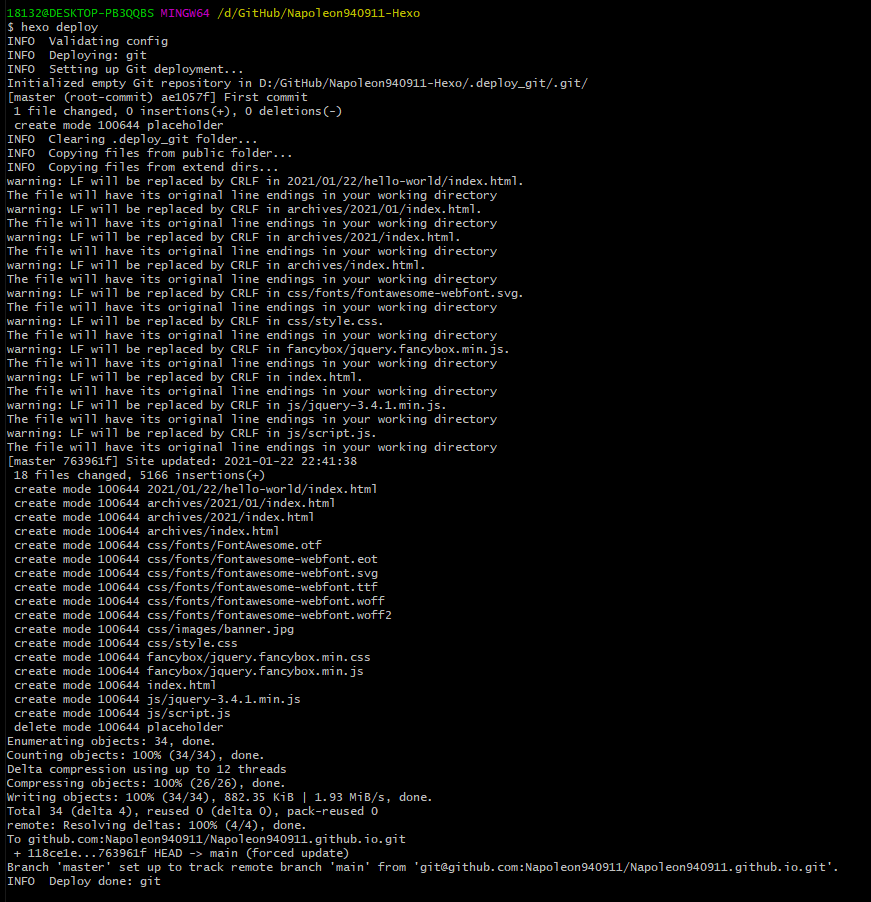 18132@DESKTOP-PB3QQBS MINGW64 /d/GitHub/Napoleon940911-Hexo
$ hexo deploy
INFO  Validating config
INFO  Deploying: git
INFO  Setting up Git deployment...
Initialized empty Git repository in D:/GitHub/Napoleon940911-Hexo/.deploy_git/.git/
[master (root-commit) ae1057f] First commit
 1 file changed, 0 insertions(+), 0 deletions(-)
 create mode 100644 placeholder
INFO  Clearing .deploy_git folder...
INFO  Copying files from public folder...
INFO  Copying files from extend dirs...
warning: LF will be replaced by CRLF in 2021/01/22/hello-world/index.html.
The file will have its original line endings in your working directory
warning: LF will be replaced by CRLF in archives/2021/01/index.html.
The file will have its original line endings in your working directory
warning: LF will be replaced by CRLF in archives/2021/index.html.
The file will have its original line endings in your working directory
warning: LF will be replaced by CRLF in archives/index.html.
The file will have its original line endings in your working directory
warning: LF will be replaced by CRLF in css/fonts/fontawesome-webfont.svg.
The file will have its original line endings in your working directory
warning: LF will be replaced by CRLF in css/style.css.
The file will have its original line endings in your working directory
warning: LF will be replaced by CRLF in fancybox/jquery.fancybox.min.js.
The file will have its original line endings in your working directory
warning: LF will be replaced by CRLF in index.html.
The file will have its original line endings in your working directory
warning: LF will be replaced by CRLF in js/jquery-3.4.1.min.js.
The file will have its original line endings in your working directory
warning: LF will be replaced by CRLF in js/script.js.
The file will have its original line endings in your working directory
[master 763961f] Site updated: 2021-01-22 22:41:38
 18 files changed, 5166 insertions(+)
 create mode 100644 2021/01/22/hello-world/index.html
 create mode 100644 archives/2021/01/index.html
 create mode 100644 archives/2021/index.html
 create mode 100644 archives/index.html
 create mode 100644 css/fonts/FontAwesome.otf
 create mode 100644 css/fonts/fontawesome-webfont.eot
 create mode 100644 css/fonts/fontawesome-webfont.svg
 create mode 100644 css/fonts/fontawesome-webfont.ttf
 create mode 100644 css/fonts/fontawesome-webfont.woff
 create mode 100644 css/fonts/fontawesome-webfont.woff2
 create mode 100644 css/images/banner.jpg
 create mode 100644 css/style.css
 create mode 100644 fancybox/jquery.fancybox.min.css
 create mode 100644 fancybox/jquery.fancybox.min.js
 create mode 100644 index.html
 create mode 100644 js/jquery-3.4.1.min.js
 create mode 100644 js/script.js
 delete mode 100644 placeholder
Enumerating objects: 34, done.
Counting objects: 100% (34/34), done.
Delta compression using up to 12 threads
Compressing objects: 100% (26/26), done.
Writing objects: 100% (34/34), 882.35 KiB | 1.93 MiB/s, done.
Total 34 (delta 4), reused 0 (delta 0), pack-reused 0
remote: Resolving deltas: 100% (4/4), done.
To github.com:Napoleon940911/Napoleon940911.github.io.git
 + 118ce1e...763961f HEAD -> main (forced update)
Branch 'master' set up to track remote branch 'main' from 'git@github.com:Napoleon940911/Napoleon940911.github.io.git'.
INFO  Deploy done: git